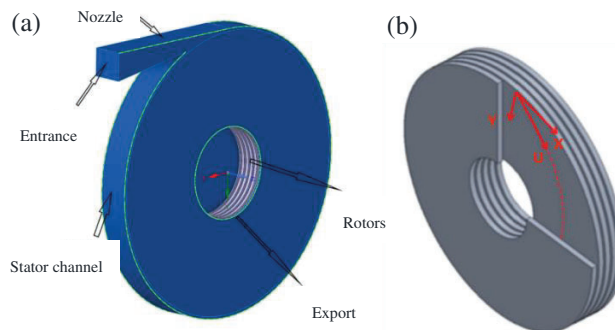 (a)
Nozzle
Entrance
Stator channel
Rotors
Export
(b)
Y
U
X